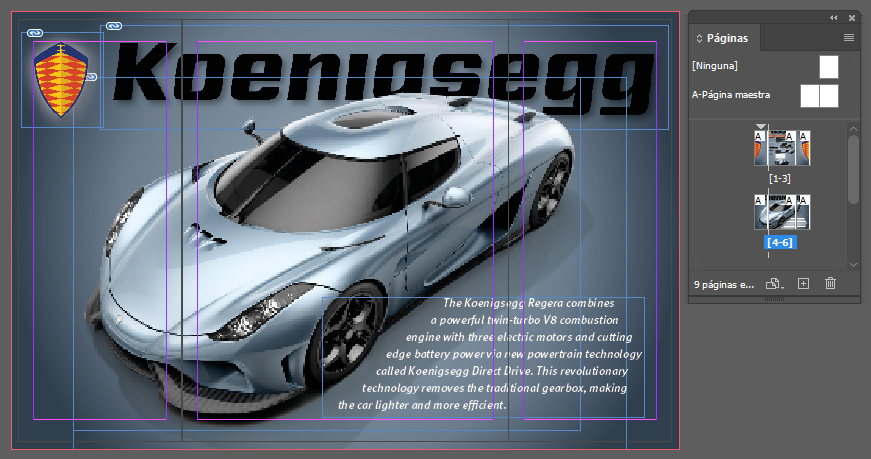 Koenigsegg
The Koenigsegg Regera combines
a powerful twin-turbo V8 combustion
engine with three electric motors and cutting
edge battery power via new powertrain technology
called Koenigsegg Direct Drive. This revolutionary
technology removes the traditional gearbox, making
the car lighter and more efficient.
Páginas
[Ninguna]
A-Página maestra
A A A
[1-3]
A A A
[4-6]
9 páginas e...